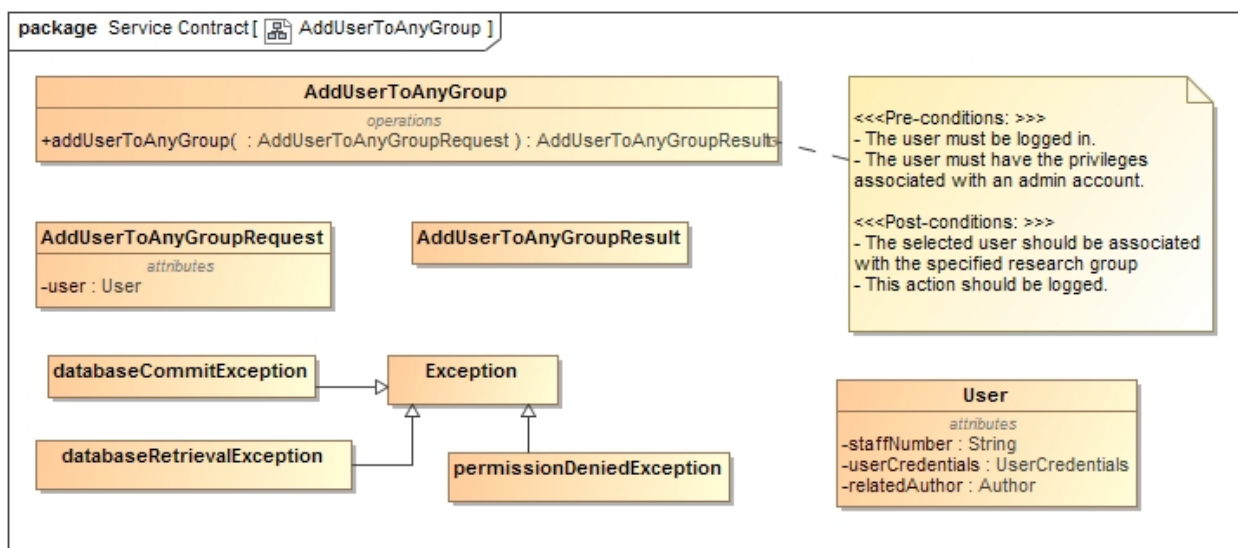 package Service Contract[ AddUserToAnyGroup ]
AddUserToAnyGroup
operations
+addUserToAnyGroup( : AddUserToAnyGroupRequest ) : AddUserToAnyGroupResult
<<<Pre-conditions: >>>
- The user must be logged in.
- The user must have the privileges
associated with an admin account.
<<<Post-conditions: >>>
- The selected user should be associated
with the specified research group
- This action should be logged.
AddUserToAnyGroupRequest
attributes
-user : User
AddUserToAnyGroupResult
databaseCommitException
Exception
databaseRetrievalException
permissionDeniedException
User
attributes
-staffNumber : String
-userCredentials : UserCredentials
-relatedAuthor : Author